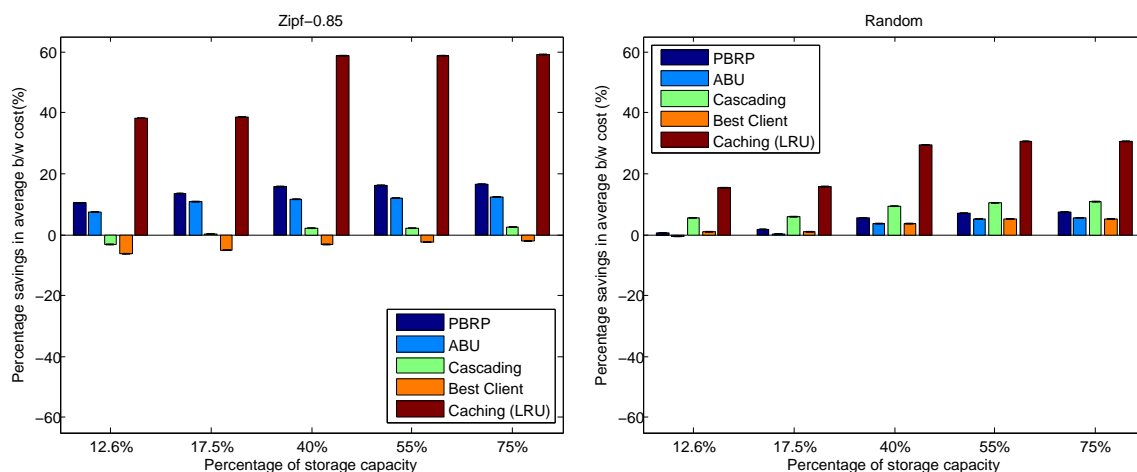 Zipf−0.85
60
40
20
0
−20
−40
−60
Percentage savings in average b/w cost(%)
PBRP
ABU
Cascading
Best Client
Caching (LRU)
12.6% 17.5% 40% 55% 75%
Percentage of storage capacity
Random
60
40
20
0
−20
−40
−60
Percentage savings in average b/w cost (%)
PBRP
ABU
Cascading
Best Client
Caching (LRU)
12.6% 17.5% 40% 55% 75%
Percentage of storage capacity